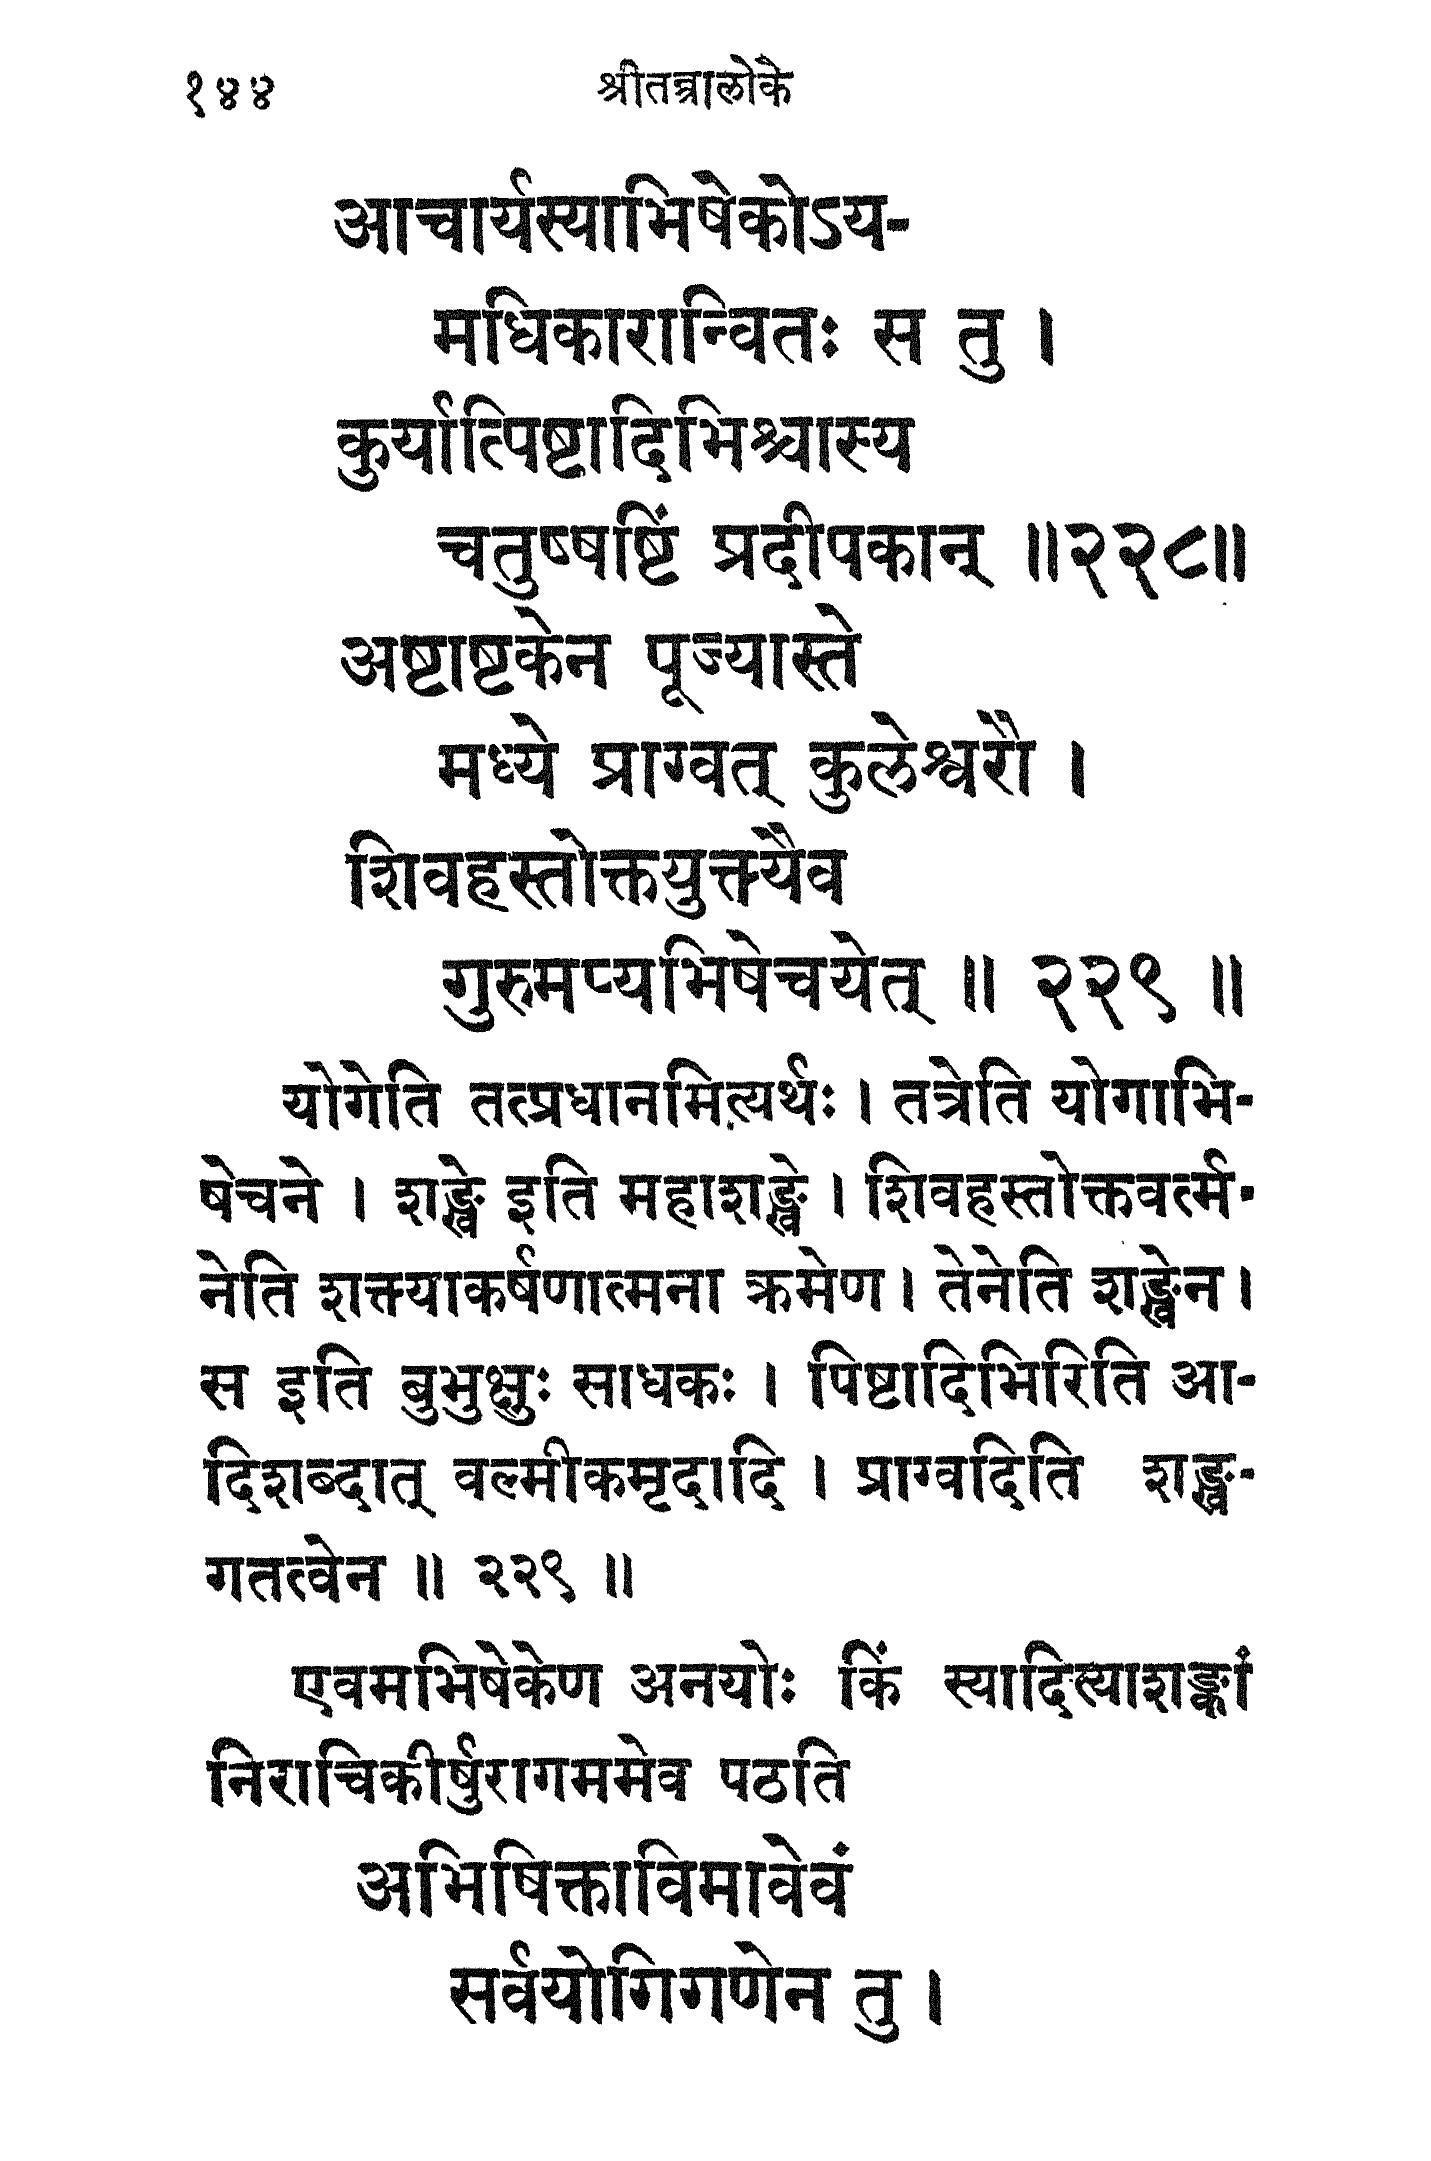 १४४ श्रीतन्त्रालोके
आचार्यस्याभिषेकोऽय-
मधिकारान्वितः स तु ।
कुर्यात्पिष्टादिभिश्चास्य
चतुष्षष्टिं प्रदीपकान् ॥२२८॥
अष्टाष्टकेन पूज्यास्ते
मध्ये प्राग्वत् कुलेश्वरौ ।
शिवहस्तोक्तयुक्त्यैव
गुरुमप्यभिषेचयेत् ॥ २२९ ॥
योगेति तत्प्रधानमित्यर्थः । तत्रेति योगाभि-
षेचने । शङ्खे इति महाशङ्खे । शिवहस्तोक्तवर्त्म-
नेति शक्त्याकर्षणात्मना क्रमेण । तेनेति शङ्खेन ।
स इति बुभुक्षुः साधकः । पिष्टादिभिरिति आ-
दिशब्दात् वल्मीकमृदादि । प्राग्वदिति शङ्ख-
गतत्वेन ॥ २२९ ॥
एवमभिषेकेण अनयोः किं स्यादित्याशङ्कां
निराचिकीर्षुरागममेव पठति
अभिषिक्ताविमावेवं
सर्वयोगिगणेन तु ।